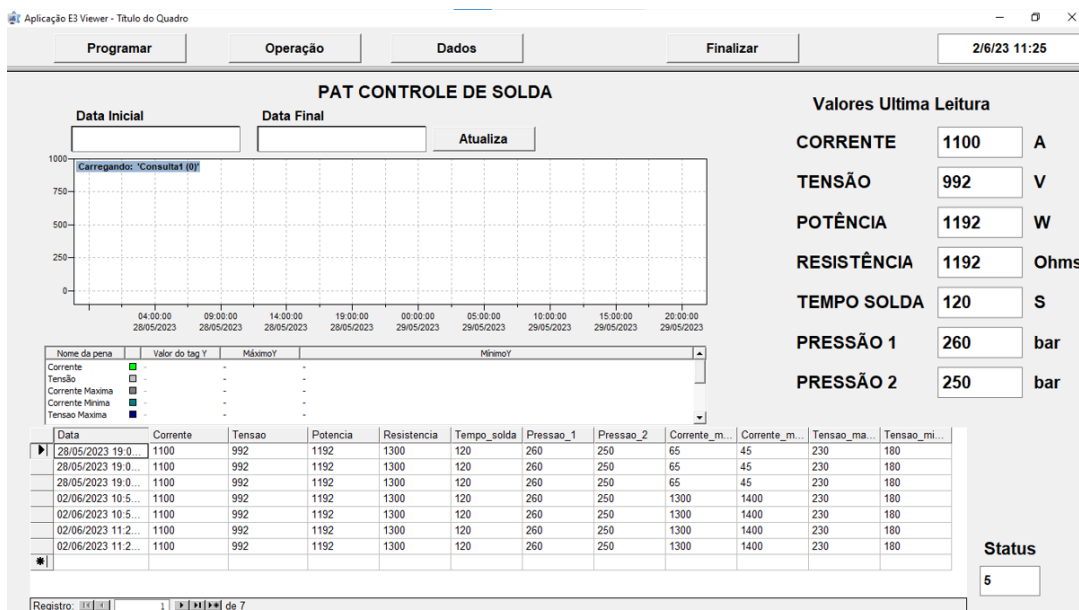 Aplicação E3 Viewer - Título do Quadro
Programar Operação Dados Finalizar 2/6/23 11:25
PAT CONTROLE DE SOLDA
Data Inicial Data Final
Atualiza
Valores Ultima Leitura
CORRENTE 1100 A
TENSÃO 992 V
POTÊNCIA 1192 W
RESISTÊNCIA 1192 Ohms
TEMPO SOLDA 120 S
PRESSÃO 1 260 bar
PRESSÃO 2 250 bar
Carregando: 'Consulta1 (0)'
1000
750
500
250
0
04:00:00 09:00:00 14:00:00 19:00:00 00:00:00 05:00:00 10:00:00 15:00:00 20:00:00
28/05/2023 28/05/2023 28/05/2023 28/05/2023 29/05/2023 29/05/2023 29/05/2023 29/05/2023 29/05/2023
Nome da pena Valor do tag Y MáximoY MínimoY
Corrente - - -
Tensão - - -
Corrente Maxima - - -
Corrente Minima - - -
Tensao Maxima - - -
Data Corrente Tensao Potencia Resistencia Tempo_solda Pressao_1 Pressao_2 Corrente_m... Corrente_m... Tensao_ma... Tensao_mi...
28/05/2023 19:0... 1100 992 1192 1300 120 260 250 65 45 230 180
28/05/2023 19:0... 1100 992 1192 1300 120 260 250 65 45 230 180
28/05/2023 19:0... 1100 992 1192 1300 120 260 250 65 45 230 180
02/06/2023 10:5... 1100 992 1192 1300 120 260 250 1300 1400 230 180
02/06/2023 10:5... 1100 992 1192 1300 120 260 250 1300 1400 230 180
02/06/2023 11:2... 1100 992 1192 1300 120 260 250 1300 1400 230 180
02/06/2023 11:2... 1100 992 1192 1300 120 260 250 1300 1400 230 180
Status
5
Registro: 1 de 7